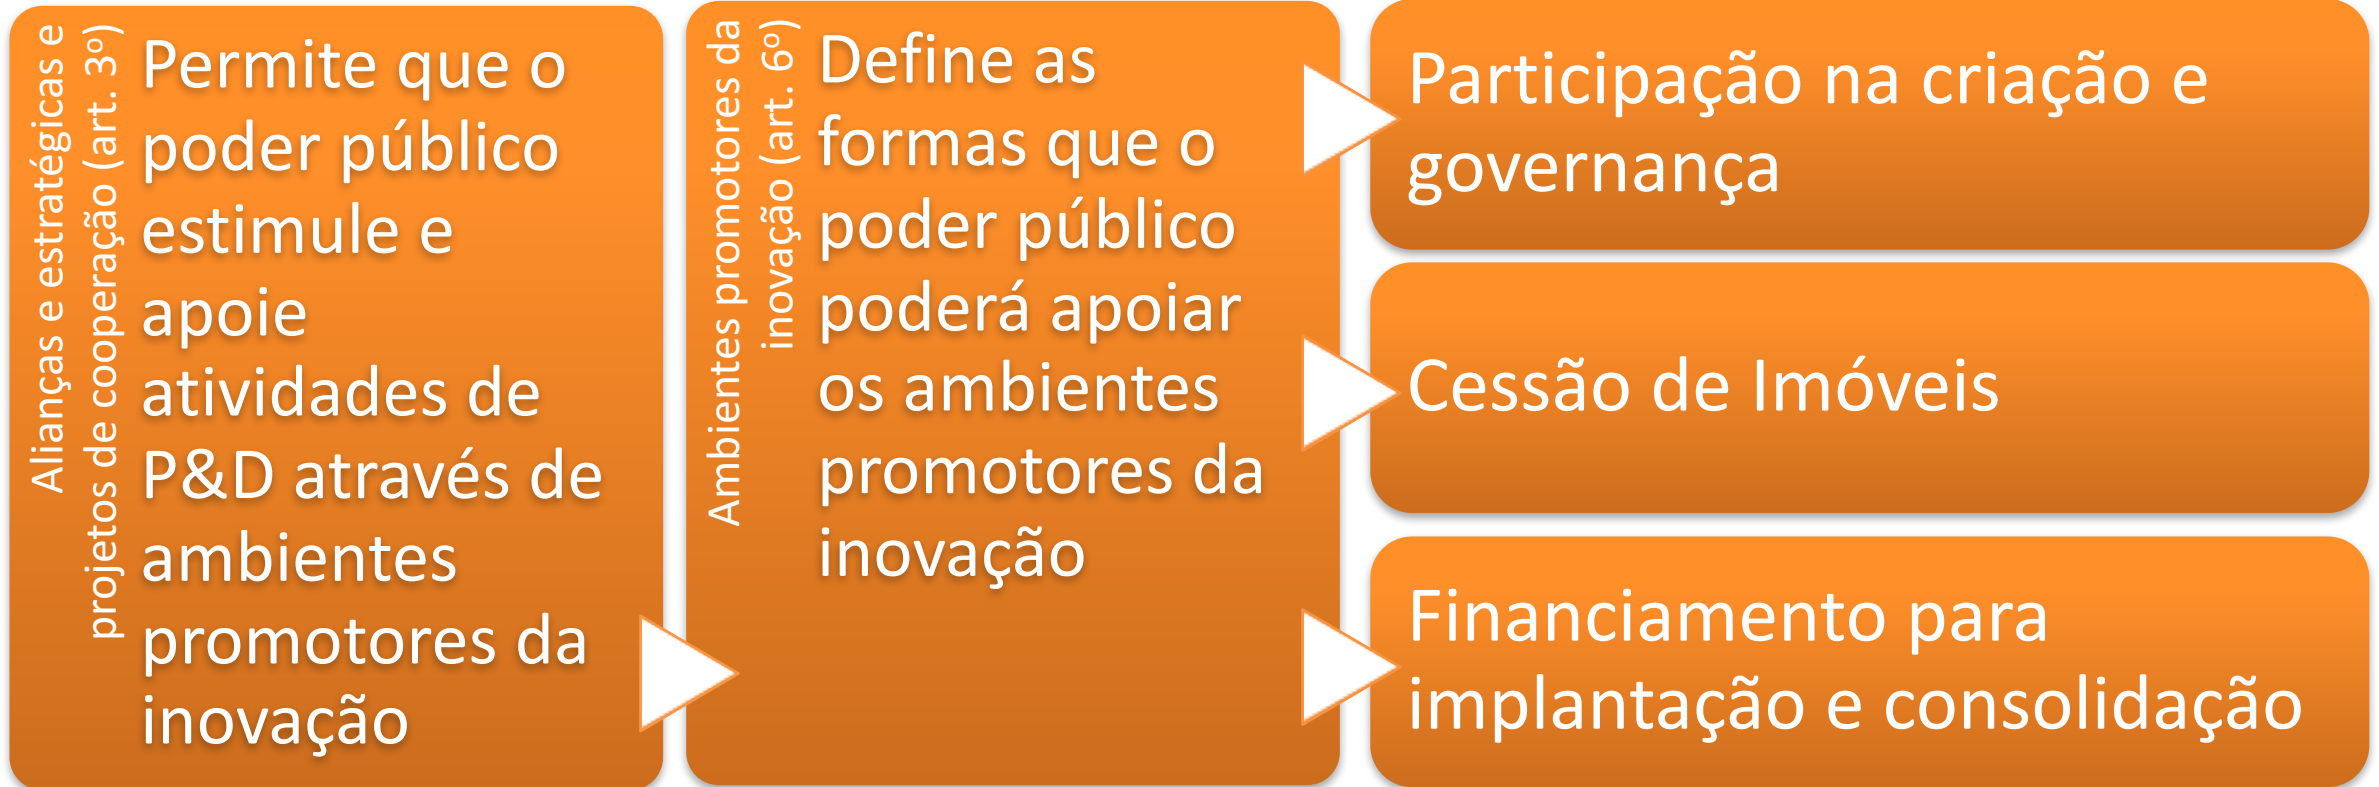 Alianças e estratégicas e
projetos de cooperação (art. 3º)
Permite que o
poder público
estimule e
apoie
atividades de
P&D através de
ambientes
promotores da
inovação
Ambientes promotores da
inovação (art. 6º)
Define as
formas que o
poder público
poderá apoiar
os ambientes
promotores da
inovação
Participação na criação e
governança
Cessão de Imóveis
Financiamento para
implantação e consolidação